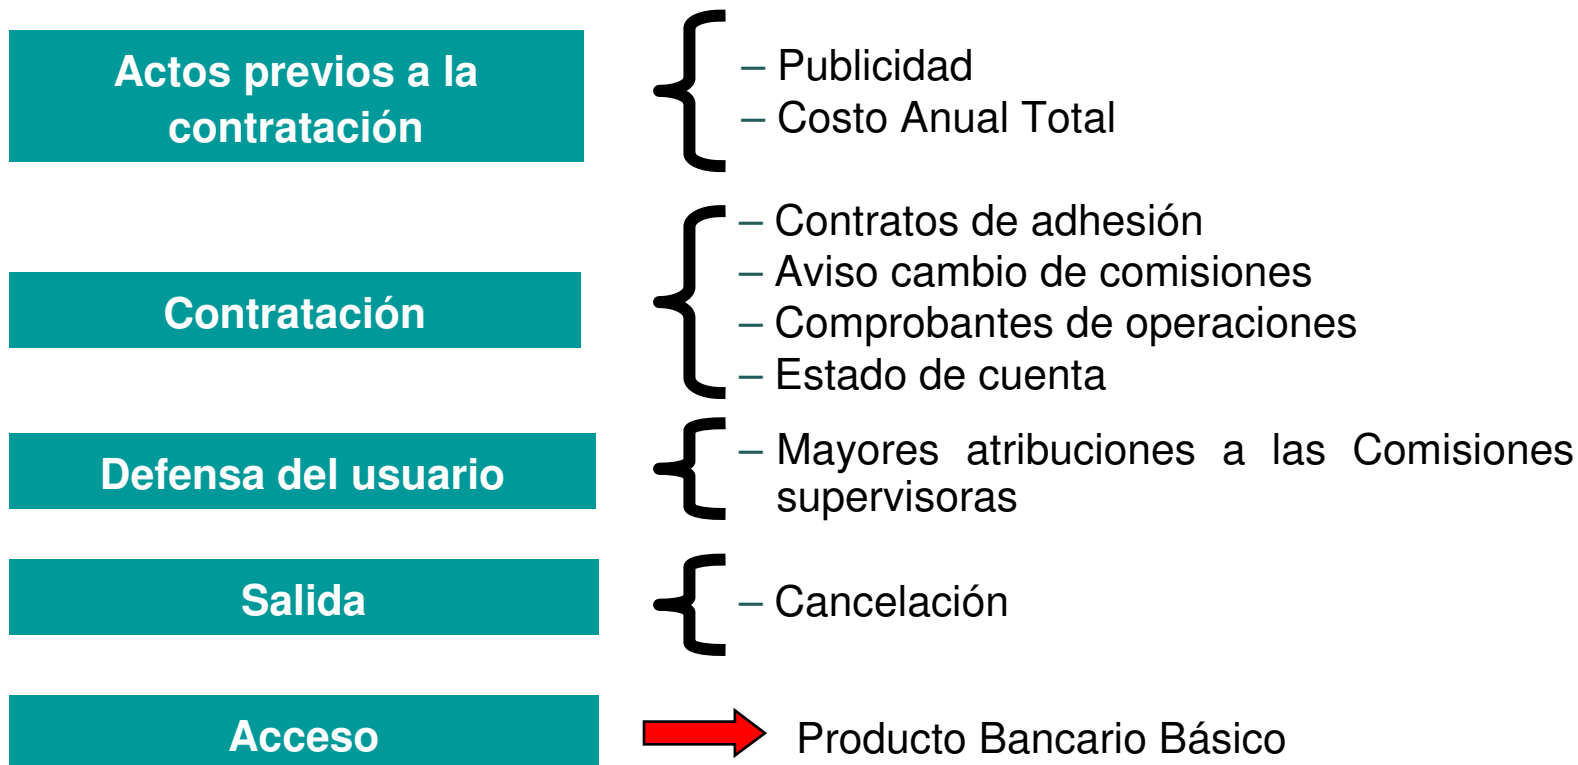 Actos previos a la
contratación
– Publicidad
– Costo Anual Total
Contratación
– Contratos de adhesión
– Aviso cambio de comisiones
– Comprobantes de operaciones
– Estado de cuenta
Defensa del usuario
– Mayores atribuciones a las Comisiones
supervisoras
Salida
– Cancelación
Acceso
Producto Bancario Básico